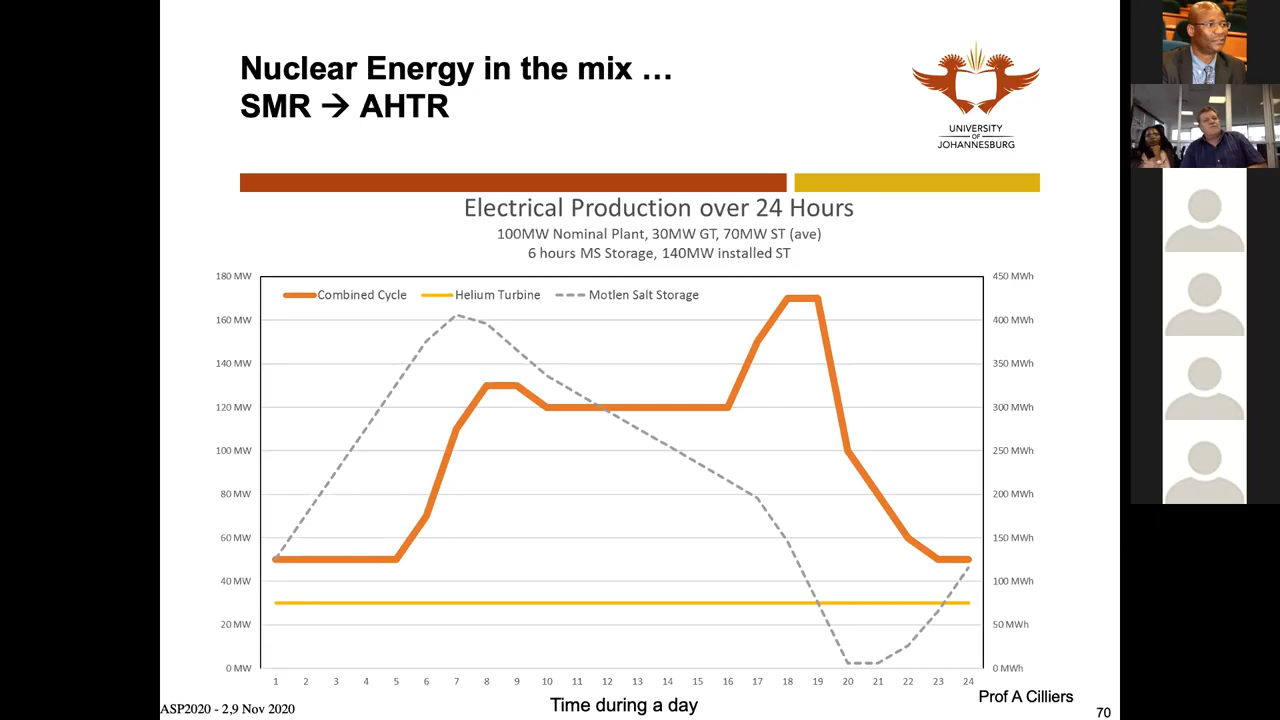 Nuclear Energy in the mix …
SMR → AHTR
UNIVERSITY
OF
JOHANNESBURG
Electrical Production over 24 Hours
100MW Nominal Plant, 30MW GT, 70MW ST (ave)
6 hours MS Storage, 140MW installed ST
Combined Cycle Helium Turbine Motlen Salt Storage
180 MW 450 MWh
160 MW 400 MWh
140 MW 350 MWh
120 MW 300 MWh
100 MW 250 MWh
80 MW 200 MWh
60 MW 150 MWh
40 MW 100 MWh
20 MW 50 MWh
0 MW 0 MWh
1 2 3 4 5 6 7 8 9 10 11 12 13 14 15 16 17 18 19 20 21 22 23 24
Time during a day
Prof A Cilliers
ASP2020 - 2,9 Nov 2020
70